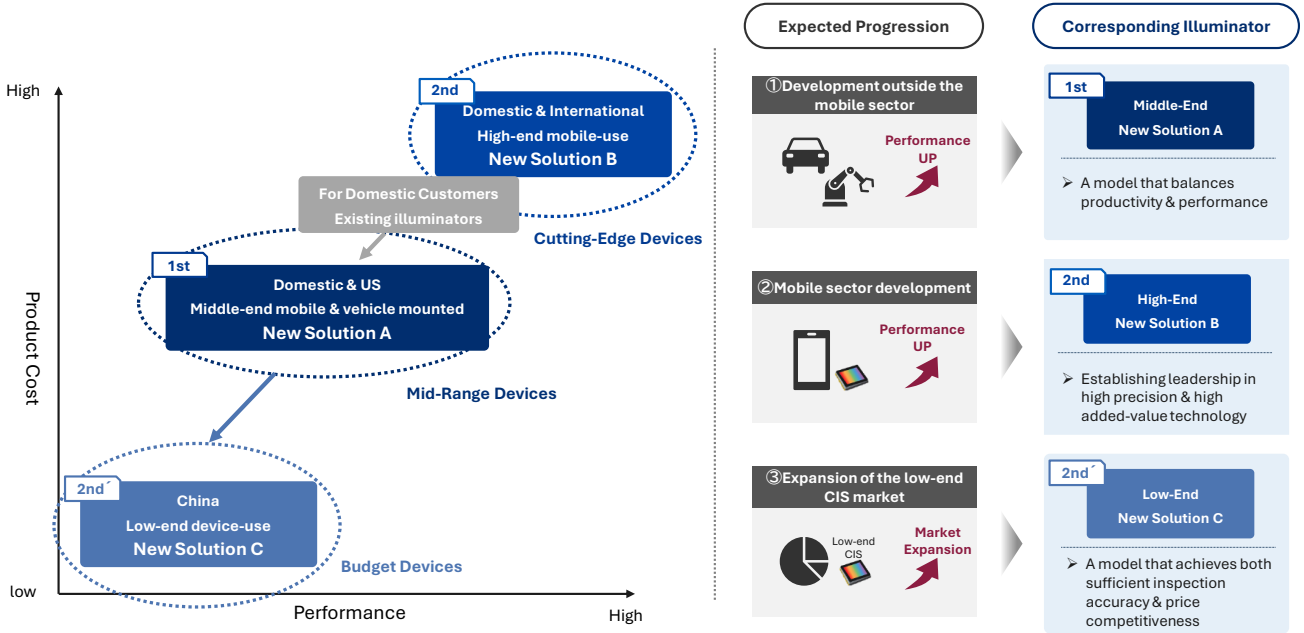 High
Product Cost
low
Performance
High
2nd
Domestic & International
High-end mobile-use
New Solution B
For Domestic Customers
Existing illuminators
Cutting-Edge Devices
1st
Domestic & US
Middle-end mobile & vehicle mounted
New Solution A
Mid-Range Devices
2nd´
China
Low-end device-use
New Solution C
Budget Devices
Expected Progression
①Development outside the
mobile sector
Performance
UP
②Mobile sector development
Performance
UP
③Expansion of the low-end
CIS market
Low-end
CIS
Market
Expansion
Corresponding Illuminator
1st
Middle-End
New Solution A
➢ A model that balances
productivity & performance
2nd
High-End
New Solution B
➢ Establishing leadership in
high precision & high
added-value technology
2nd´
Low-End
New Solution C
➢ A model that achieves both
sufficient inspection
accuracy & price
competitiveness